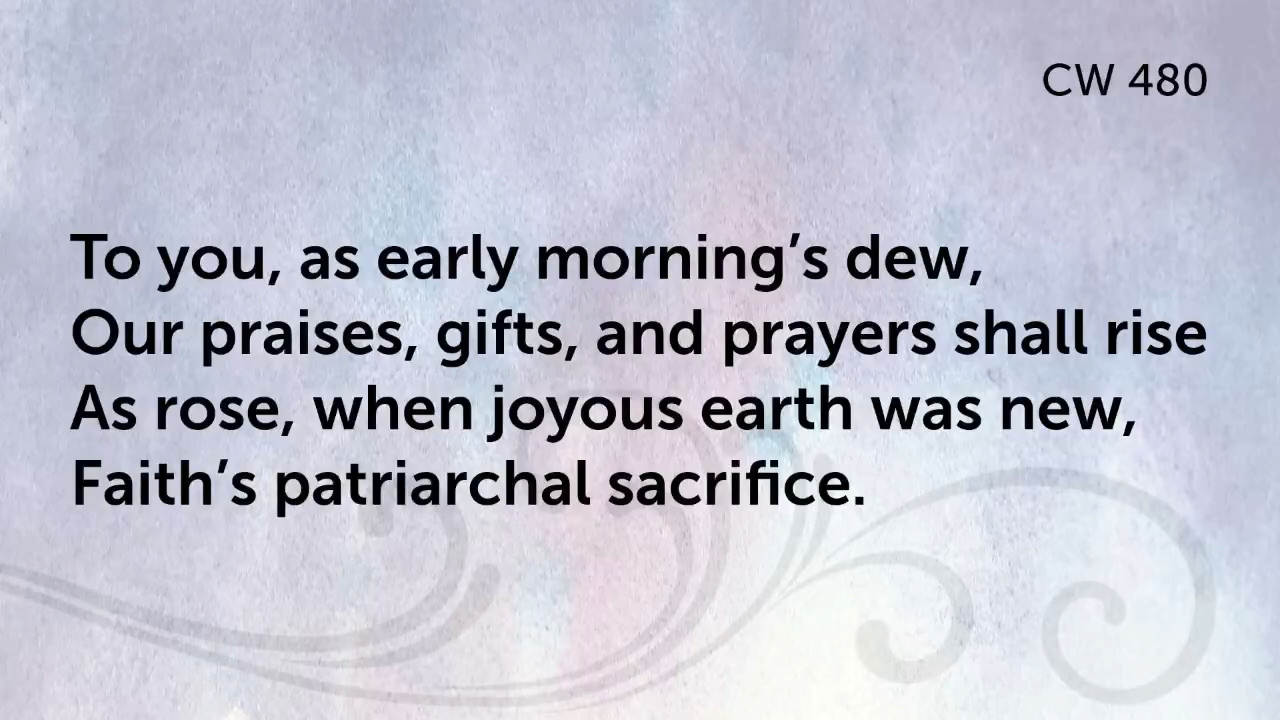 CW 480
To you, as early morning’s dew,
Our praises, gifts, and prayers shall rise
As rose, when joyous earth was new,
Faith’s patriarchal sacrifice.